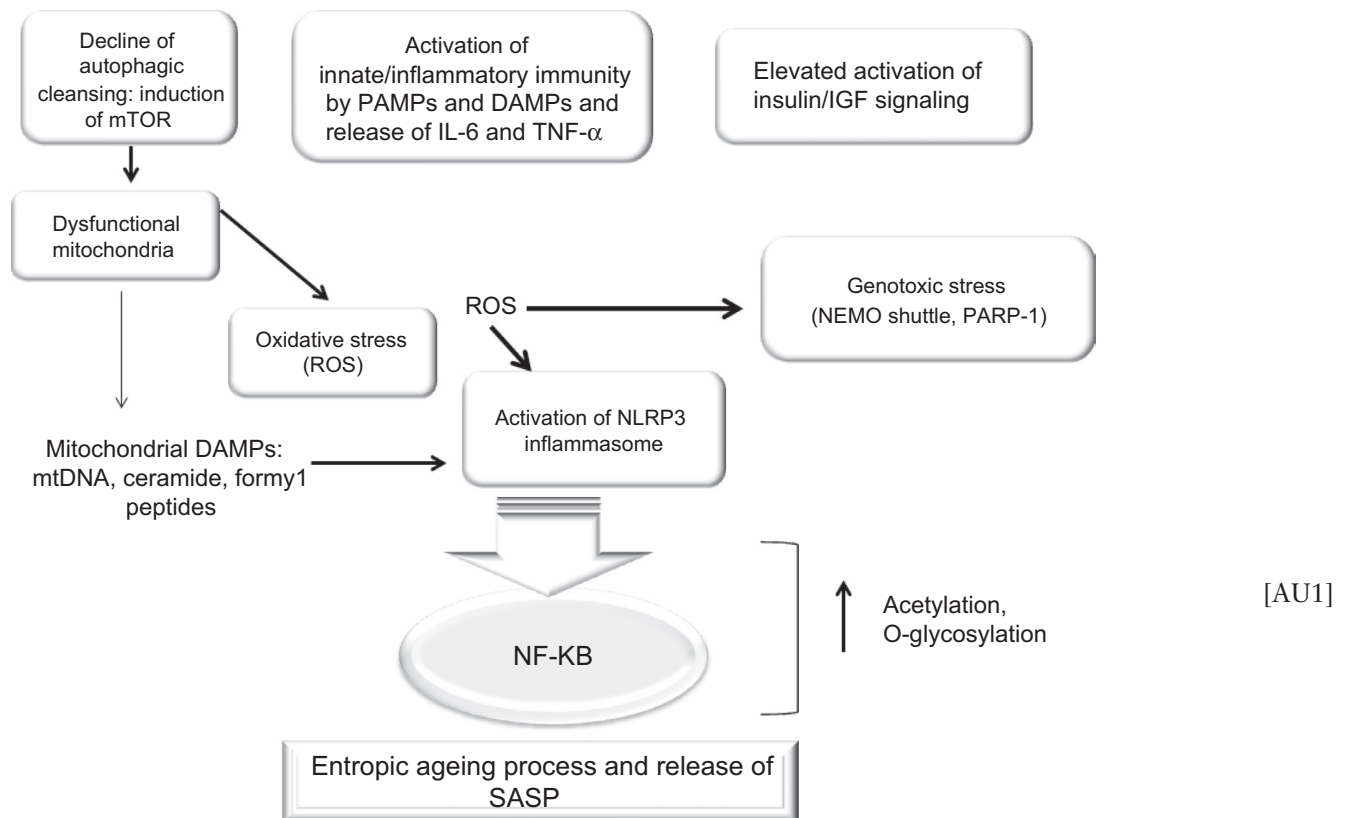 Decline of
autophagic
cleansing: induction
of mTOR
Activation of
innate/inflammatory immunity
by PAMPs and DAMPs and
release of IL-6 and TNF-α
Elevated activation of
insulin/IGF signaling
Dysfunctional
mitochondria
Oxidative stress
(ROS)
ROS
Genotoxic stress
(NEMO shuttle, PARP-1)
Activation of NLRP3
inflammasome
Mitochondrial DAMPs:
mtDNA, ceramide, formy1
peptides
NF-KB
Acetylation,
O-glycosylation
[AU1]
Entropic ageing process and release of
SASP